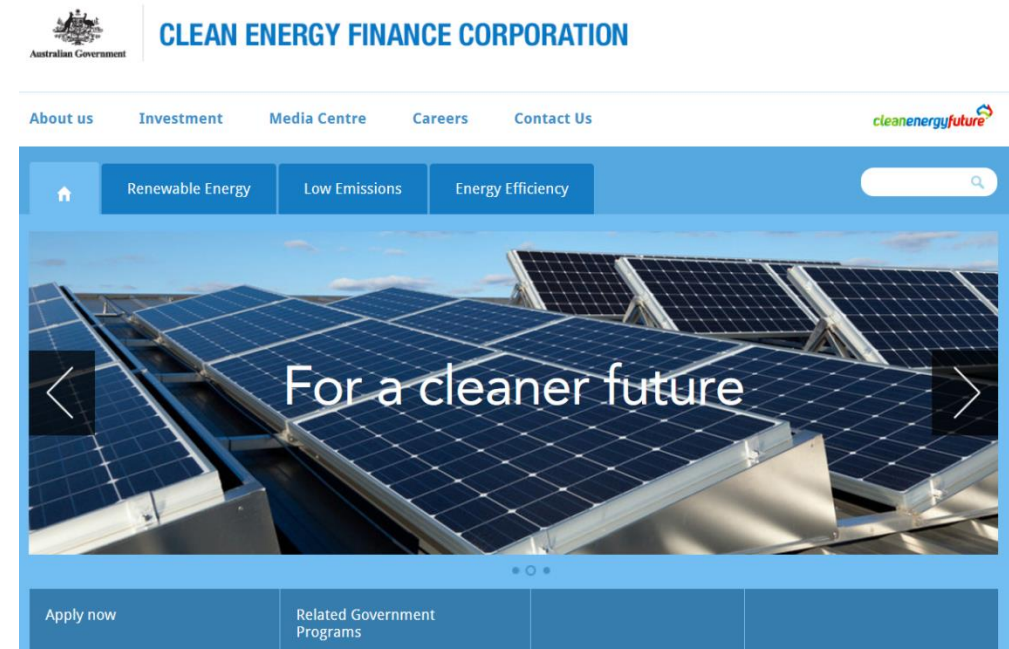 Australian Government
CLEAN ENERGY FINANCE CORPORATION
About us
Investment
Media Centre
Careers
Contact Us
cleanenergyfuture
Renewable Energy
Low Emissions
Energy Efficiency
For a cleaner future
Apply now
Related Government
Programs